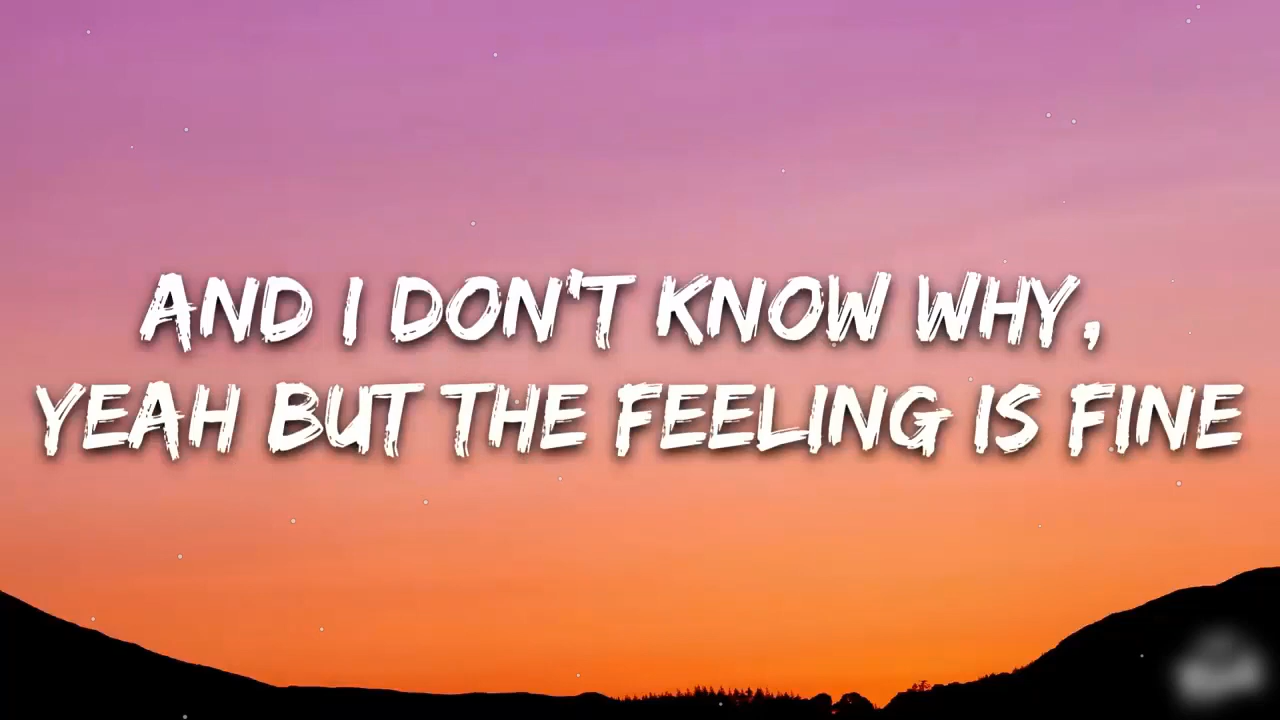 AND I DON'T KNOW WHY,
YEAH BUT THE FEELING IS FINE